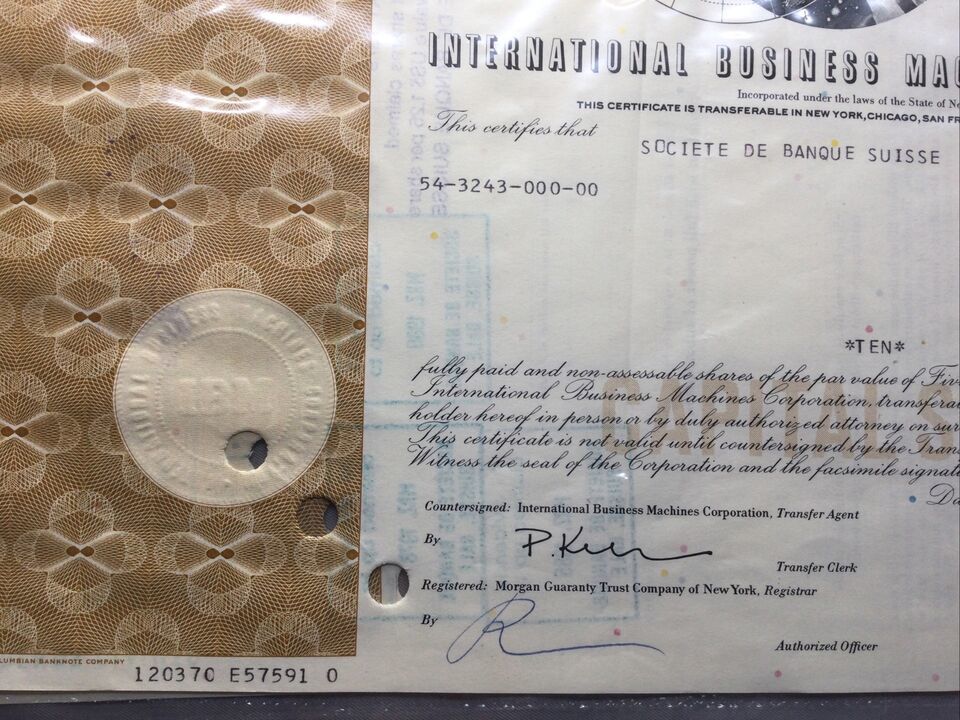 INTERNATIONAL BUSINESS MAC
Incorporated under the laws of the State of Ne
THIS CERTIFICATE IS TRANSFERABLE IN NEW YORK, CHICAGO, SAN FR
This certifies that
SOCIETE DE BANQUE SUISSE
54-3243-000-00
*TEN*
fully paid and non-assessable shares of the par value of Five
International Business Machines Corporation, transfera
holder hereof in person or by duly authorized attorney on sur
This certificate is not valid until countersigned by the Tran
Witness the seal of the Corporation and the facsimile signatu
Da
Countersigned: International Business Machines Corporation, Transfer Agent
By
Transfer Clerk
Registered: Morgan Guaranty Trust Company of New York, Registrar
By
Authorized Officer
LUMBIAN BANKNOTE COMPANY
120370 E57591 0